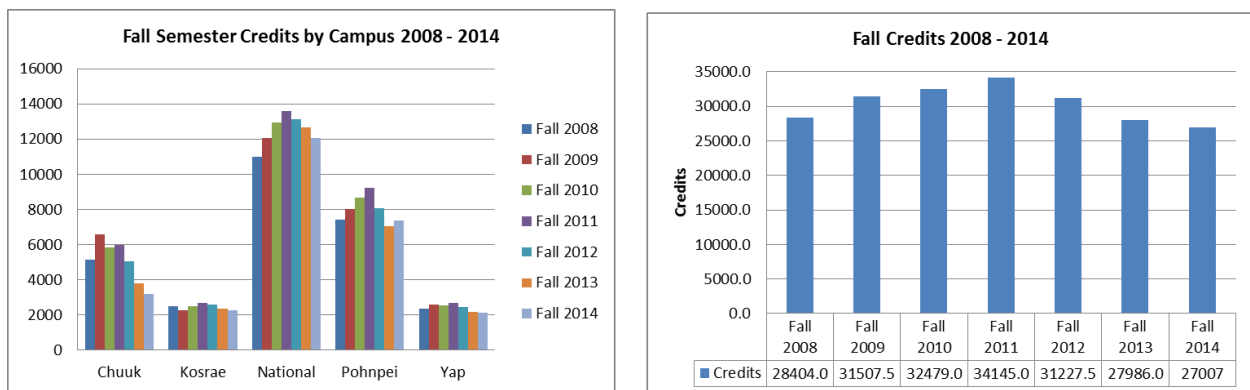 Fall Semester Credits by Campus 2008 - 2014
16000
14000
12000
10000
8000
6000
4000
2000
0
Chuuk Kosrae National Pohnpei Yap
Fall 2008
Fall 2009
Fall 2010
Fall 2011
Fall 2012
Fall 2013
Fall 2014
Fall Credits 2008 - 2014
Credits
35000.0
30000.0
25000.0
20000.0
15000.0
10000.0
5000.0
0.0
Fall Fall Fall Fall Fall Fall Fall
2008 2009 2010 2011 2012 2013 2014
Credits 28404.0 31507.5 32479.0 34145.0 31227.5 27986.0 27007